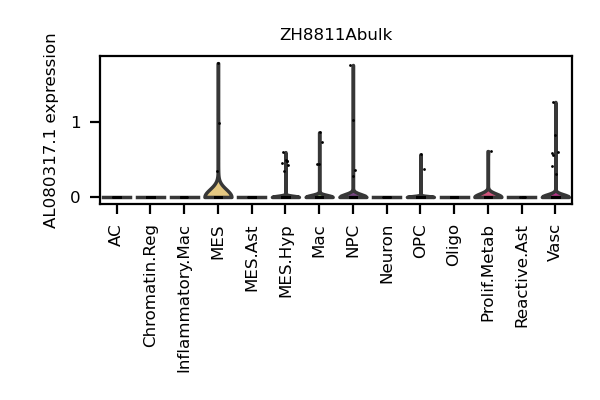 ZH8811Abulk
AL080317.1 expression
1
0
AC
Chromatin.Reg
Inflammatory.Mac
MES
MES.Ast
MES.Hyp
Mac
NPC
Neuron
OPC
Oligo
Prolif.Metab
Reactive.Ast
Vasc